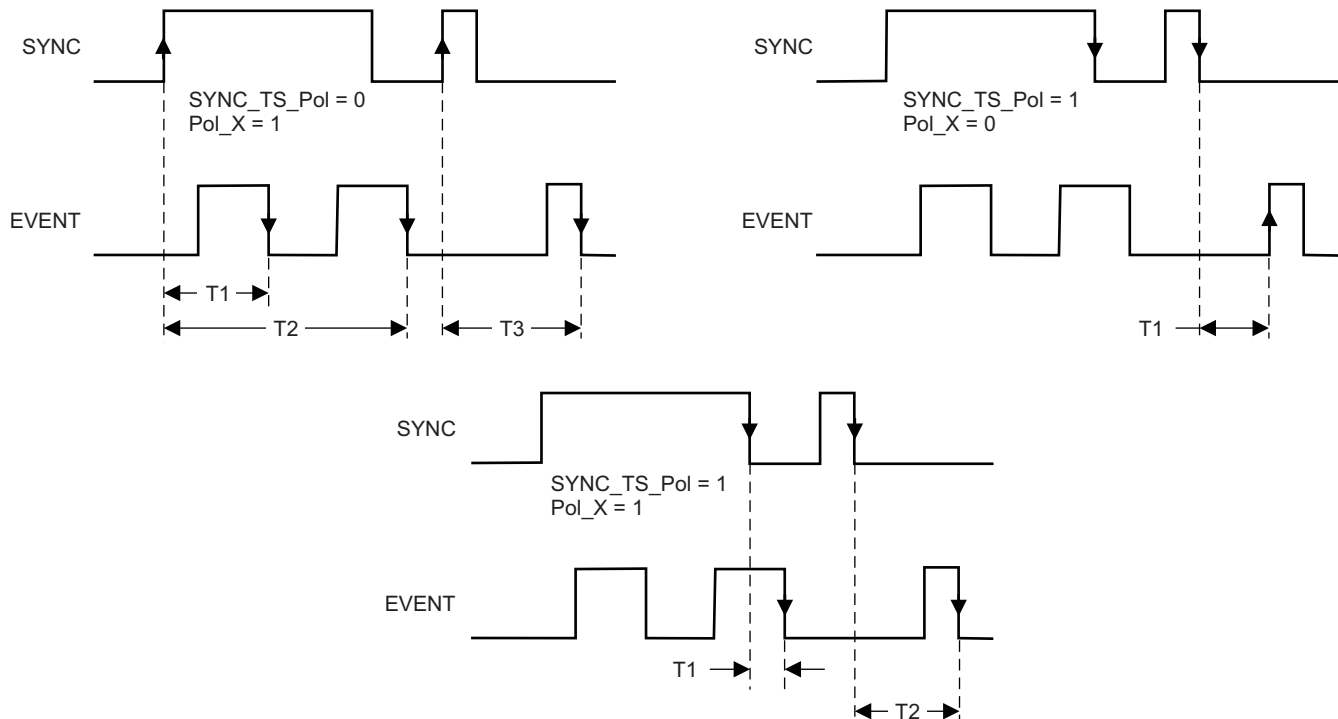 SYNC
SYNC_TS_Pol = 0
Pol_X = 1
EVENT
T1
T2
T3
SYNC
SYNC_TS_Pol = 1
Pol_X = 0
EVENT
T1
SYNC
SYNC_TS_Pol = 1
Pol_X = 1
EVENT
T1
T2